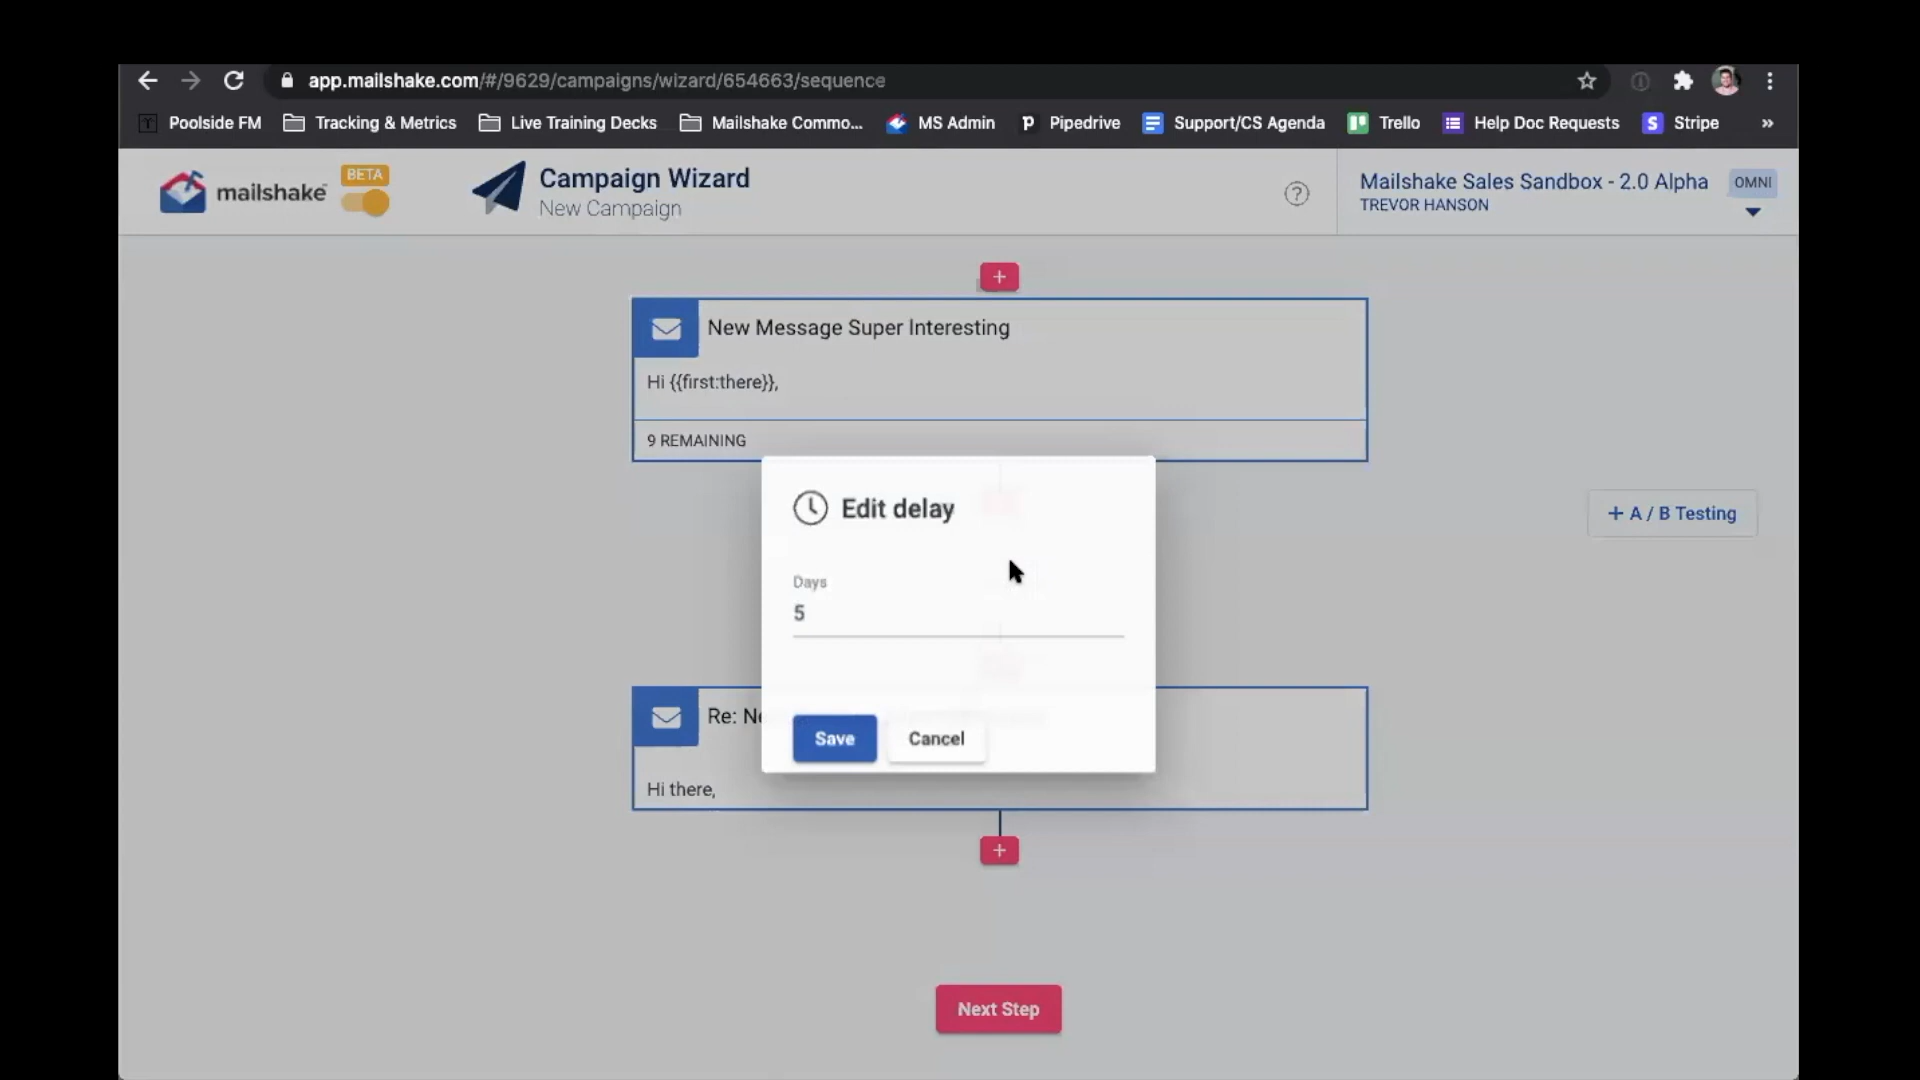 app.mailshake.com/#/9629/campaigns/wizard/654663/sequence
Poolside FM Tracking & Metrics Live Training Decks Mailshake Commo... MS Admin Pipedrive Support/CS Agenda Trello Help Doc Requests Stripe »
mailshake BETA
Campaign Wizard
New Campaign
?
Mailshake Sales Sandbox - 2.0 Alpha OMNI
TREVOR HANSON
+
New Message Super Interesting
Hi {{first:there}},
9 REMAINING
Edit delay
+ A / B Testing
Days
5
Re:
Save Cancel
Hi there,
+
Next Step